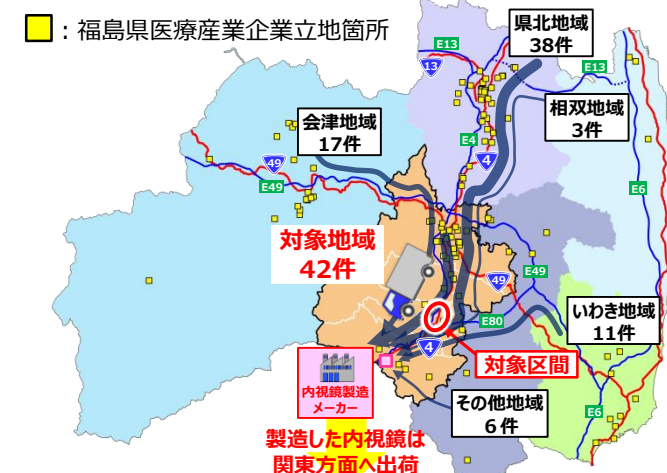 ：福島県医療産業企業立地箇所
県北地域
38件
E13
13
E13
相双地域
3件
会津地域
17件
E4
4
49
E49
E6
対象地域
42件
E49
49
いわき地域
11件
E80
4
対象区間
内視鏡製造
メーカー
その他地域
６件
E6
製造した内視鏡は
関東方面へ出荷